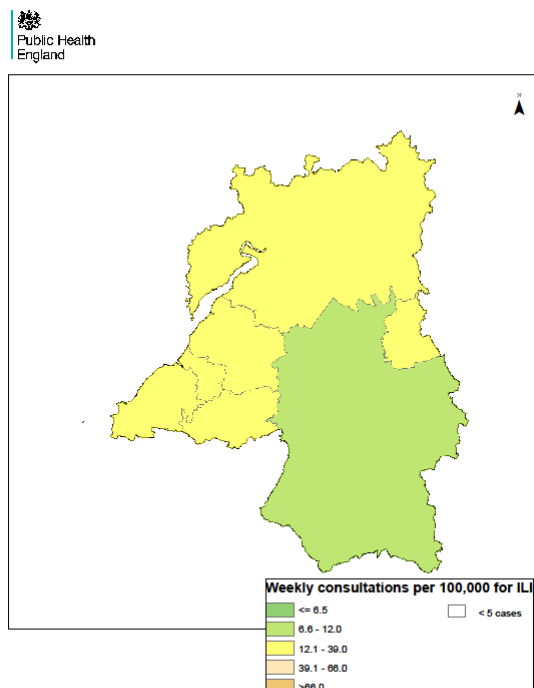 Public Health
England
N
Weekly consultations per 100,000 for ILI
<= 6.5
< 5 cases
6.6 - 12.0
12.1 - 39.0
39.1 - 66.0
>66.0